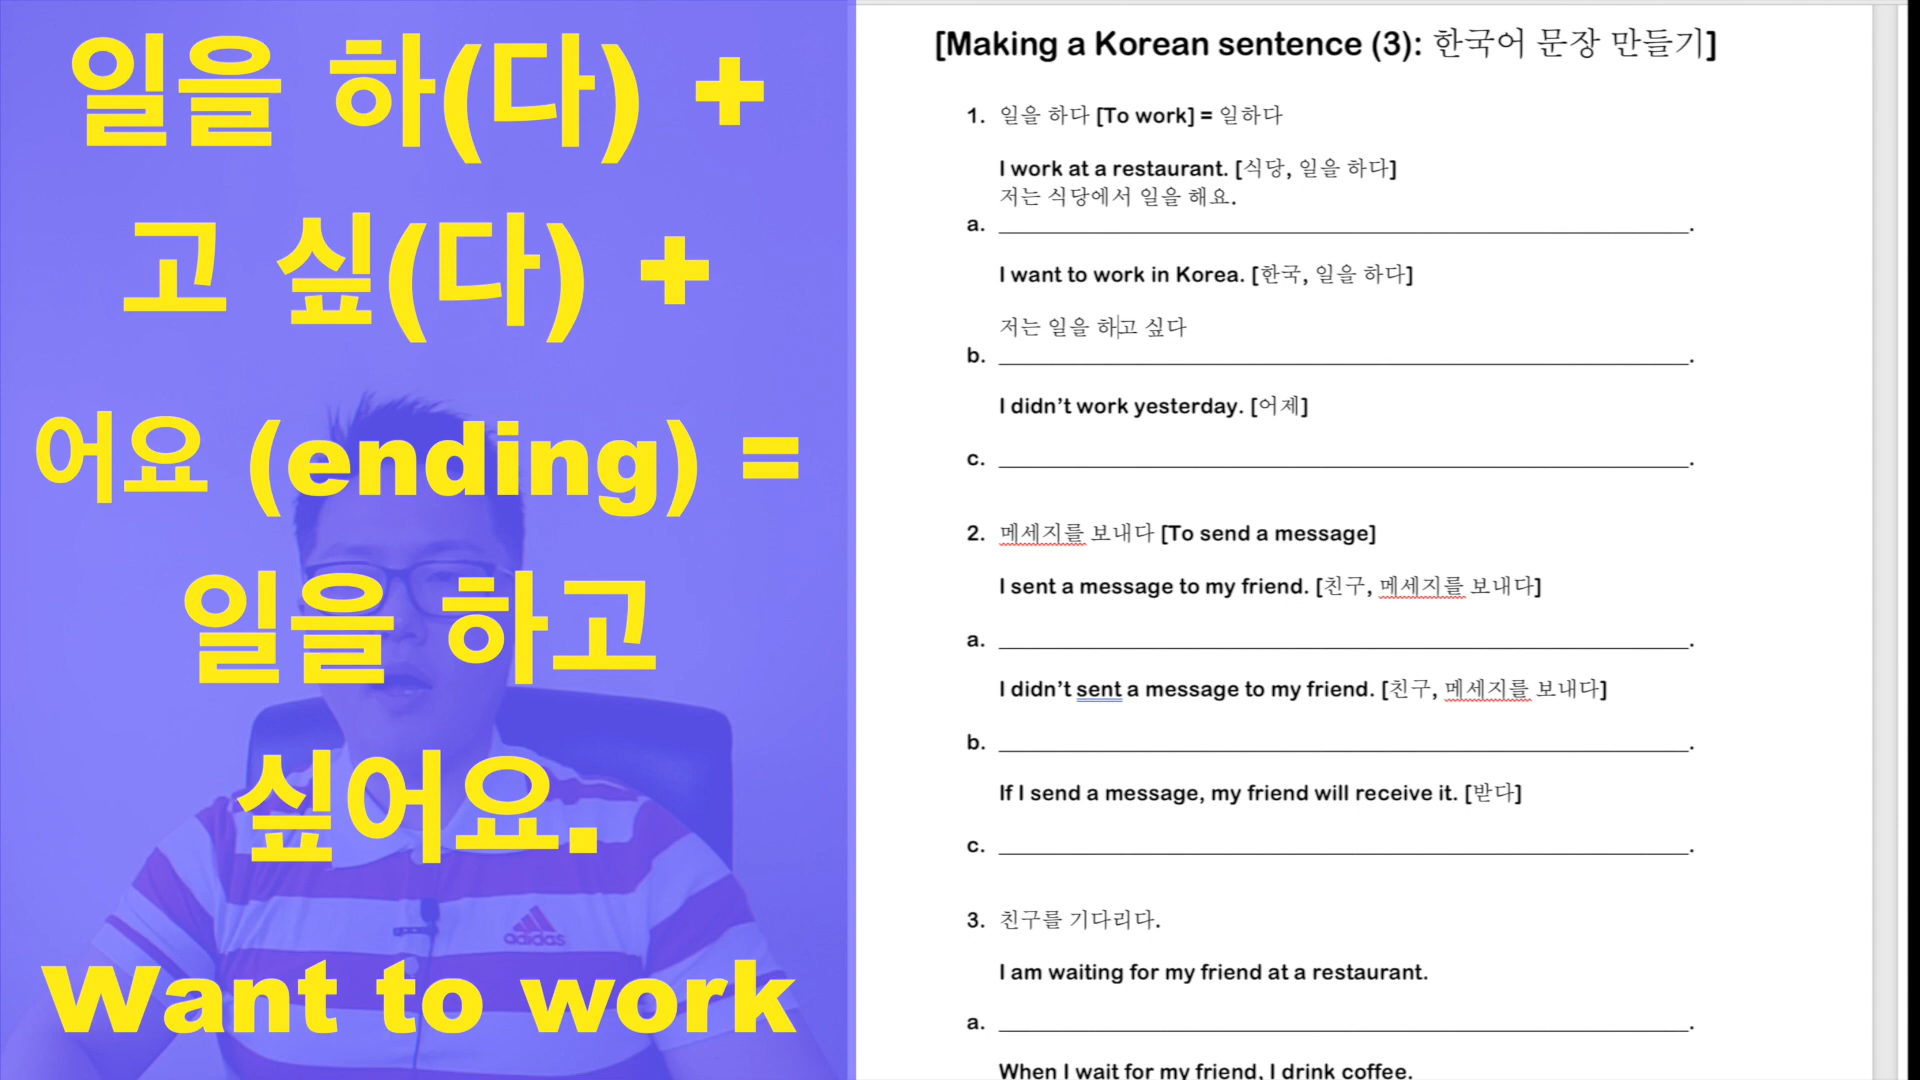 일을 하(다) +
고 싶(다) +
어요 (ending) =
일을 하고
싶어요.
Want to work
adidas
[Making a Korean sentence (3): 한국어 문장 만들기]
1. 일을 하다 [To work] = 일하다
I work at a restaurant. [식당, 일을 하다]
저는 식당에서 일을 해요.
a. ______________________________.
I want to work in Korea. [한국, 일을 하다]
저는 일을 하고 싶다
b. ______________________________.
I didn’t work yesterday. [어제]
c. ______________________________.
2. 메세지를 보내다 [To send a message]
I sent a message to my friend. [친구, 메세지를 보내다]
a. ______________________________.
I didn’t sent a message to my friend. [친구, 메세지를 보내다]
b. ______________________________.
If I send a message, my friend will receive it. [받다]
c. ______________________________.
3. 친구를 기다리다.
I am waiting for my friend at a restaurant.
a. ______________________________.
When I wait for my friend, I drink coffee.